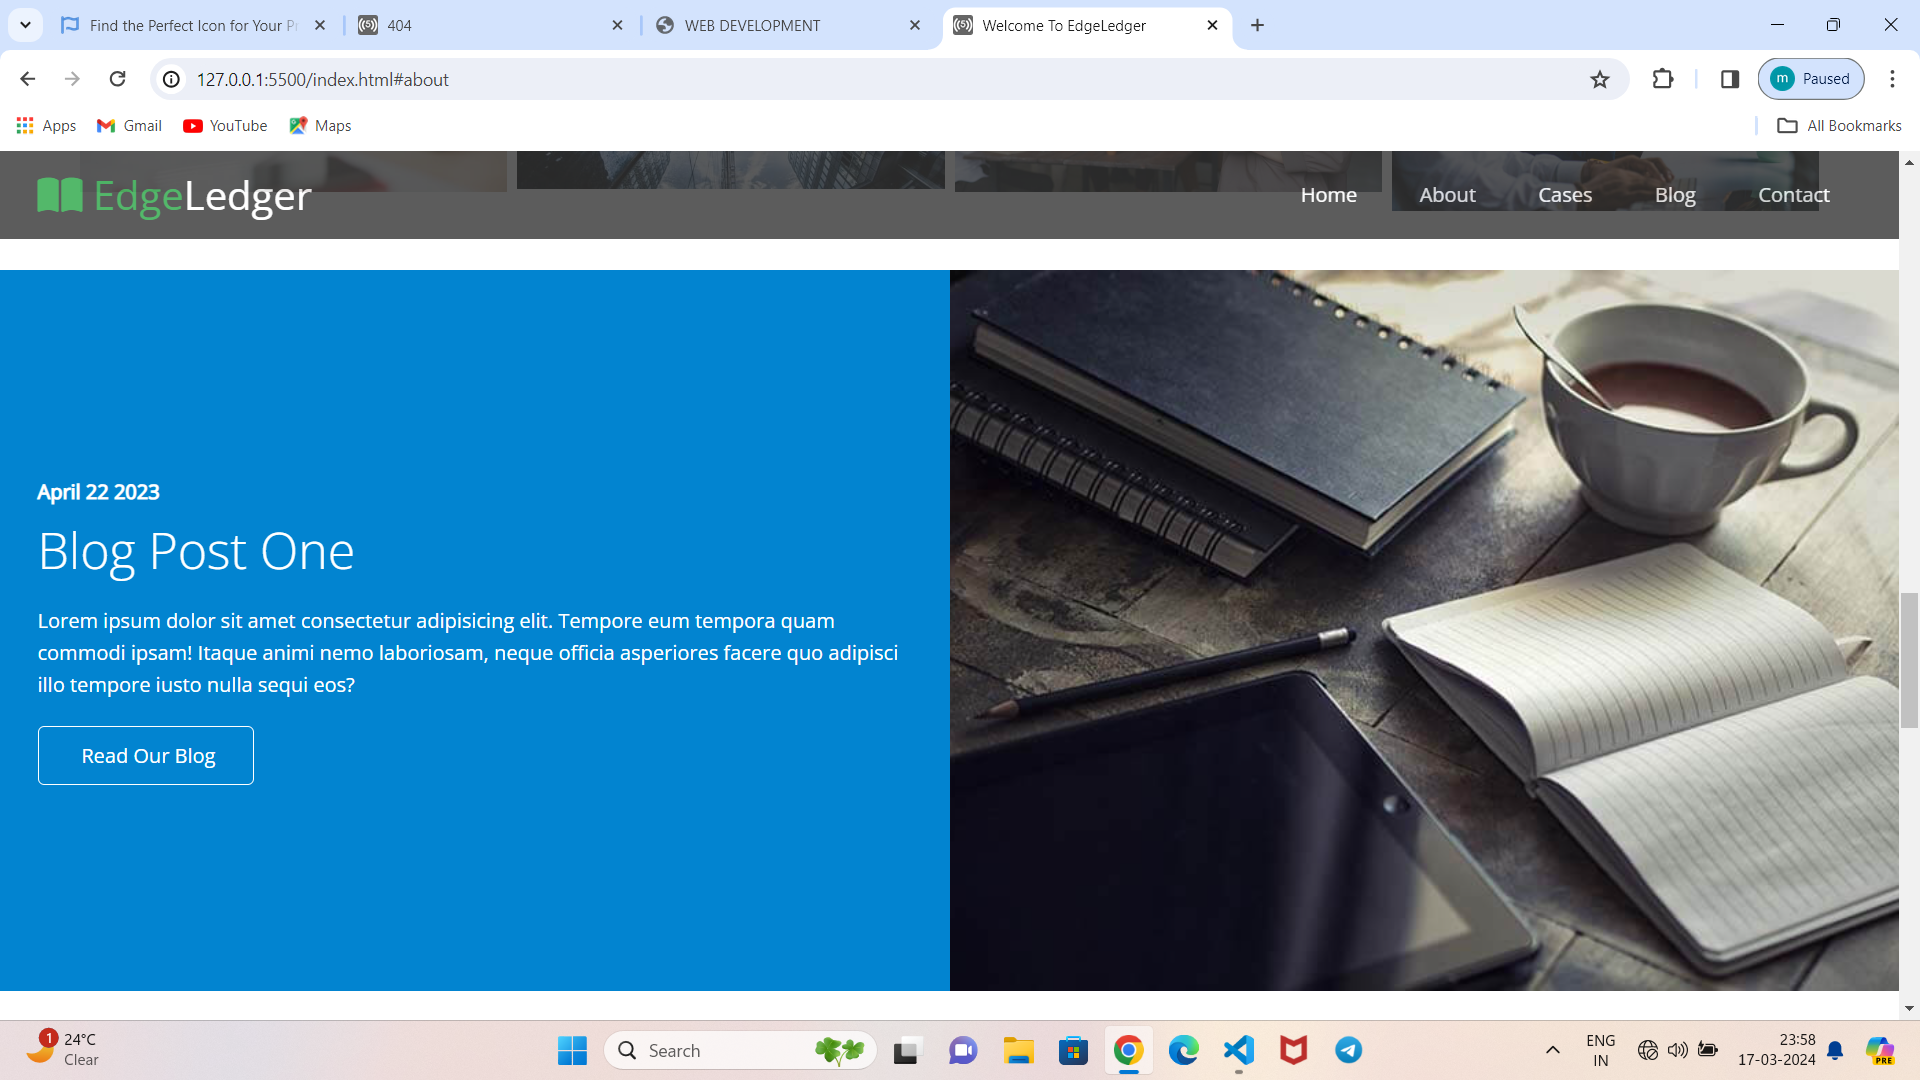 Find the Perfect Icon for Your Pr
404
WEB DEVELOPMENT
Welcome To EdgeLedger
127.0.0.1:5500/index.html#about
m Paused
Apps Gmail YouTube Maps All Bookmarks
EdgeLedger
Home About Cases Blog Contact
April 22 2023
Blog Post One
Lorem ipsum dolor sit amet consectetur adipisicing elit. Tempore eum tempora quam
commodi ipsam! Itaque animi nemo laboriosam, neque officia asperiores facere quo adipisci
illo tempore iusto nulla sequi eos?
Read Our Blog
1
24°C
Clear
Search
ENG
IN
23:58
17-03-2024
PRE